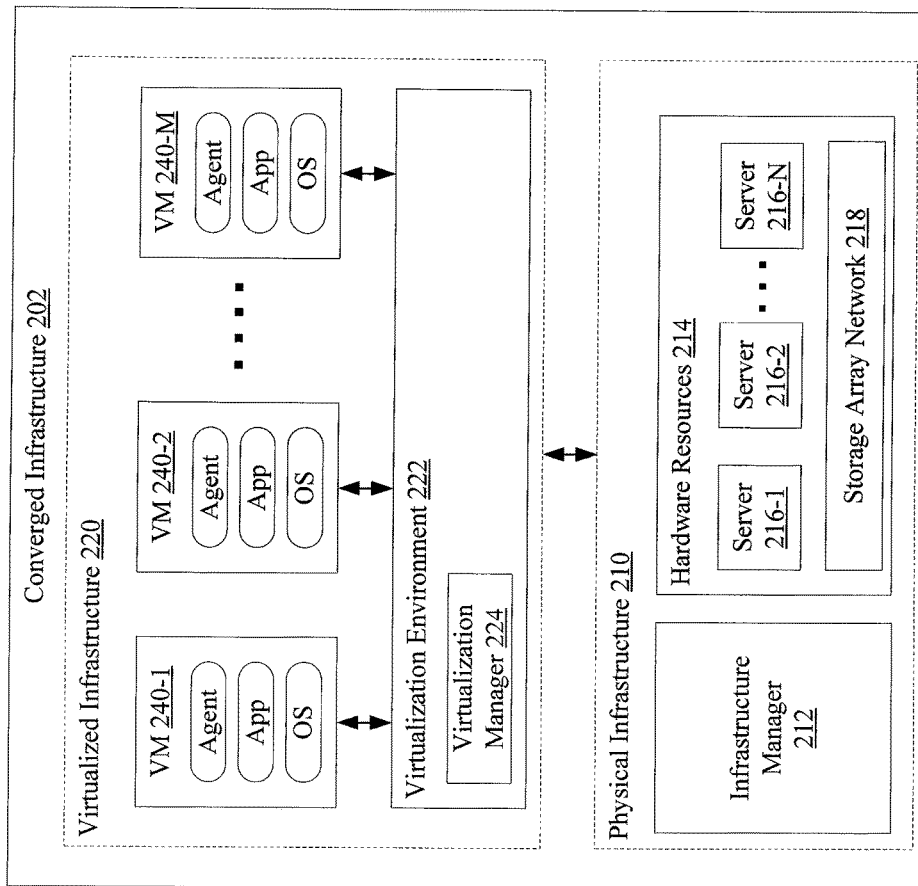 Converged Infrastructure 202
Virtualized Infrastructure 220
VM 240-1
Agent
App
OS
VM 240-2
Agent
App
OS
VM 240-M
Agent
App
OS
Virtualization Environment 222
Virtualization
Manager 224
Physical Infrastructure 210
Infrastructure
Manager
212
Hardware Resources 214
Server
216-1
Server
216-2
Server
216-N
Storage Array Network 218